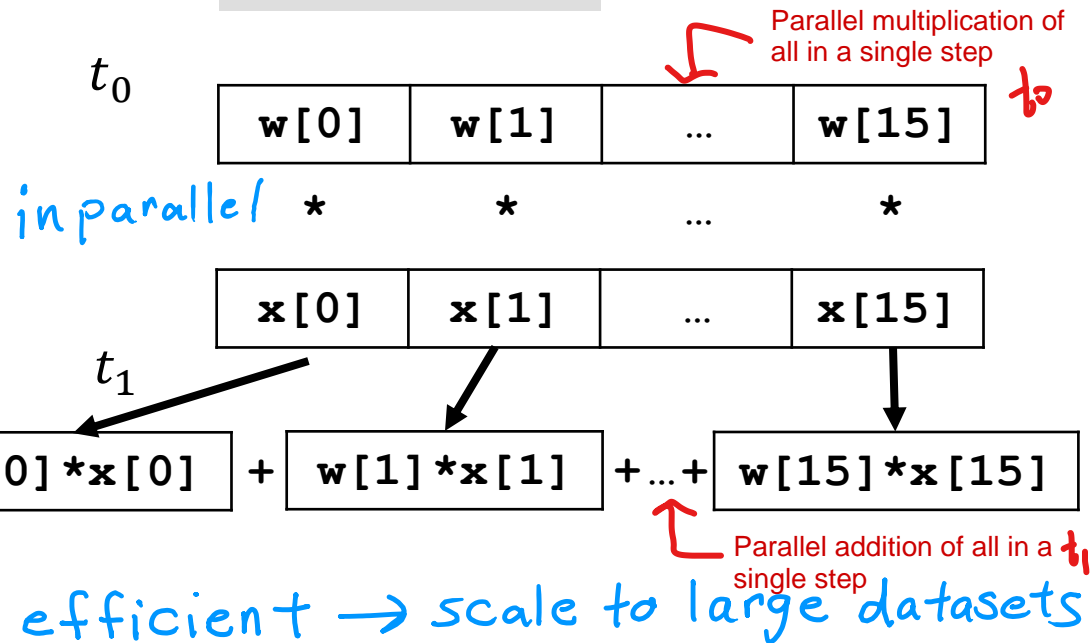 Parallel multiplication of
all in a single step
t₀
t₀
w[0] w[1] … w[15]
in parallel * * … *
x[0] x[1] … x[15]
t₁
0]*x[0] + w[1]*x[1] +…+ w[15]*x[15]
Parallel addition of all in a t₁
single step
efficient → scale to large datasets